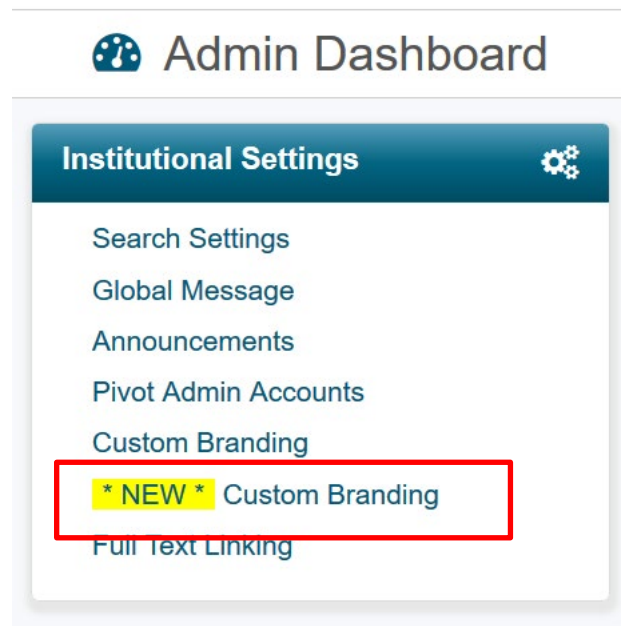 Admin Dashboard
Institutional Settings
Search Settings
Global Message
Announcements
Pivot Admin Accounts
Custom Branding
* NEW * Custom Branding
Full Text Linking